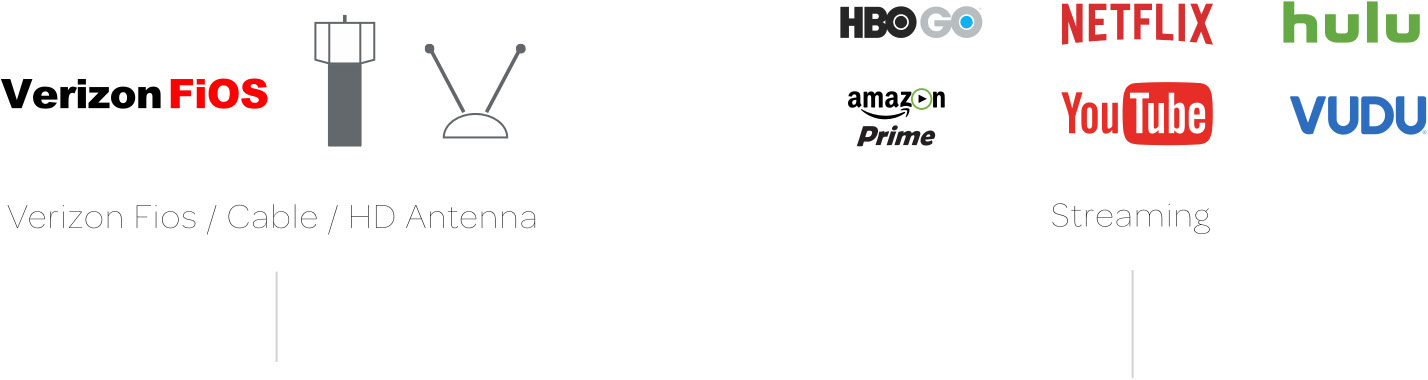 Verizon FiOS
Verizon Fios / Cable / HD Antenna
HBO GO
NETFLIX
hulu
amazon
Prime
YouTube
VUDU
Streaming